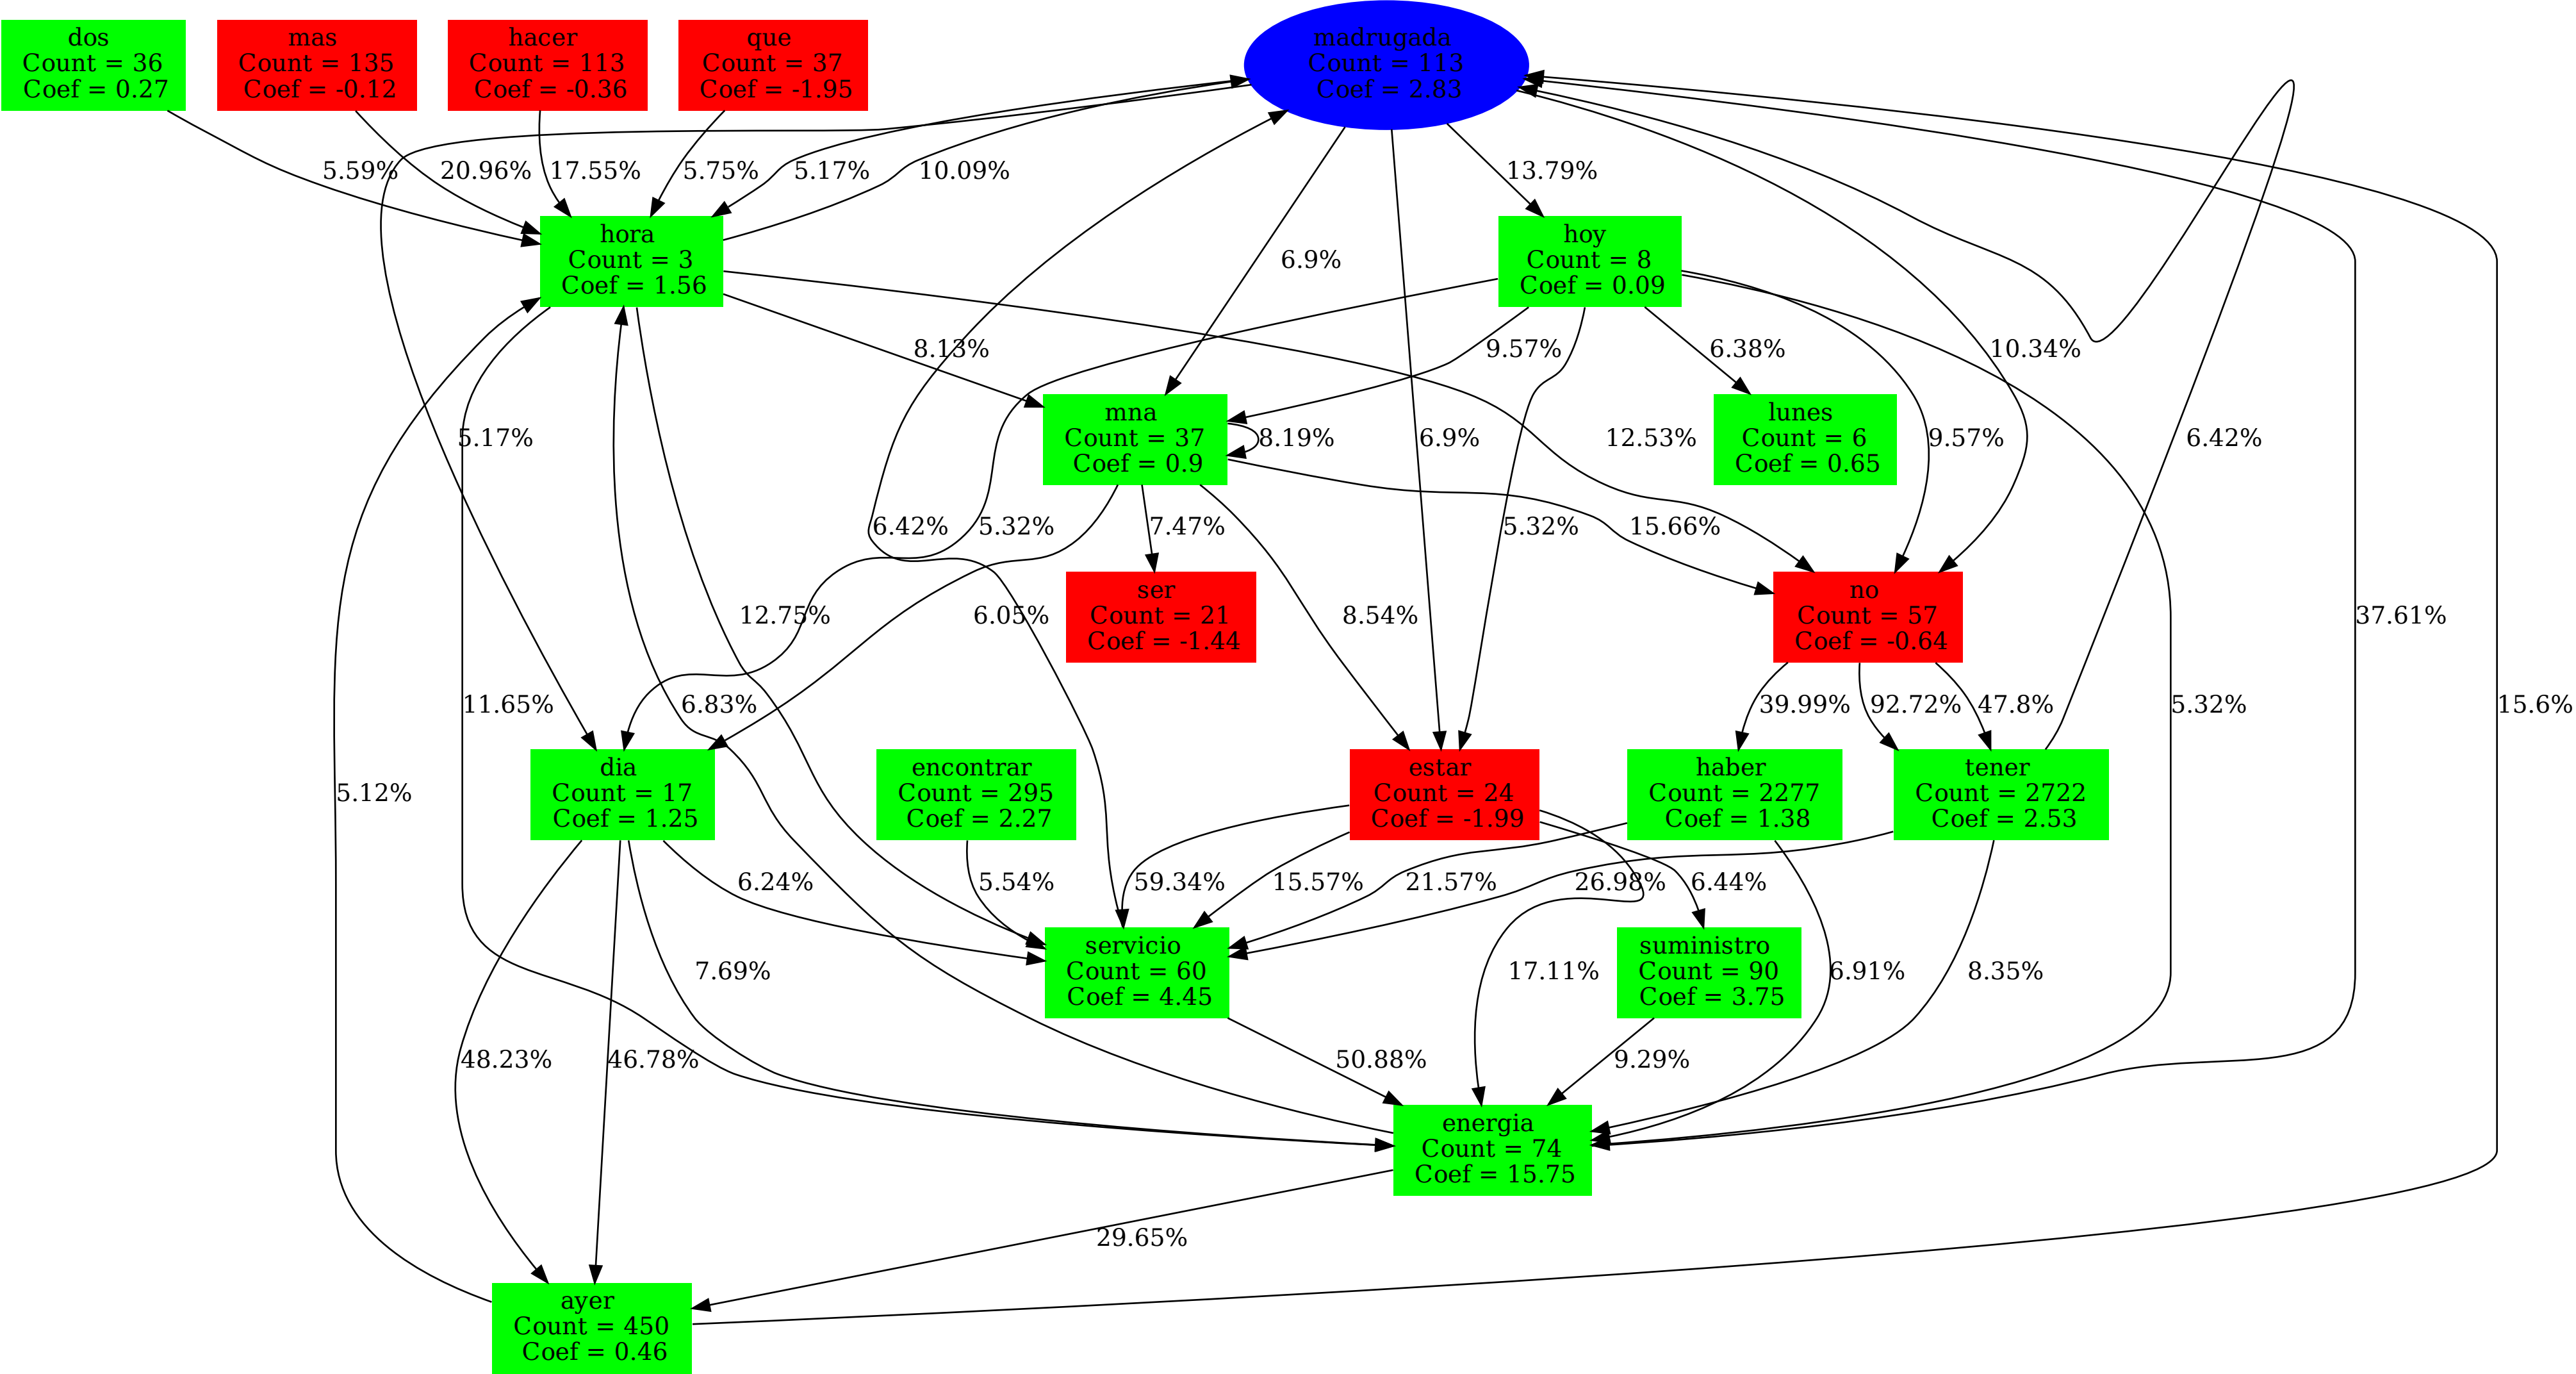 dos
Count = 36
Coef = 0.27
mas
Count = 135
Coef = -0.12
hacer
Count = 113
Coef = -0.36
que
Count = 37
Coef = -1.95
madrugada
Count = 113
Coef = 2.83
5.59%
20.96%
17.55%
5.75%
5.17%
10.09%
13.79%
hora
Count = 3
Coef = 1.56
6.9%
hoy
Count = 8
Coef = 0.09
8.13%
9.57%
6.38%
10.34%
mna
Count = 37
Coef = 0.9
lunes
Count = 6
Coef = 0.65
5.17%
8.19%
6.9%
12.53%
9.57%
6.42%
6.42%
5.32%
7.47%
5.32%
15.66%
ser
Count = 21
Coef = -1.44
no
Count = 57
Coef = -0.64
12.75%
6.05%
8.54%
37.61%
11.65%
6.83%
39.99%
92.72%
47.8%
5.32%
15.6%
dia
Count = 17
Coef = 1.25
encontrar
Count = 295
Coef = 2.27
estar
Count = 24
Coef = -1.99
haber
Count = 2277
Coef = 1.38
tener
Count = 2722
Coef = 2.53
5.12%
6.24%
5.54%
59.34%
15.57%
21.57%
26.98%
6.44%
servicio
Count = 60
Coef = 4.45
suministro
Count = 90
Coef = 3.75
7.69%
17.11%
6.91%
8.35%
48.23%
46.78%
50.88%
9.29%
energia
Count = 74
Coef = 15.75
29.65%
ayer
Count = 450
Coef = 0.46